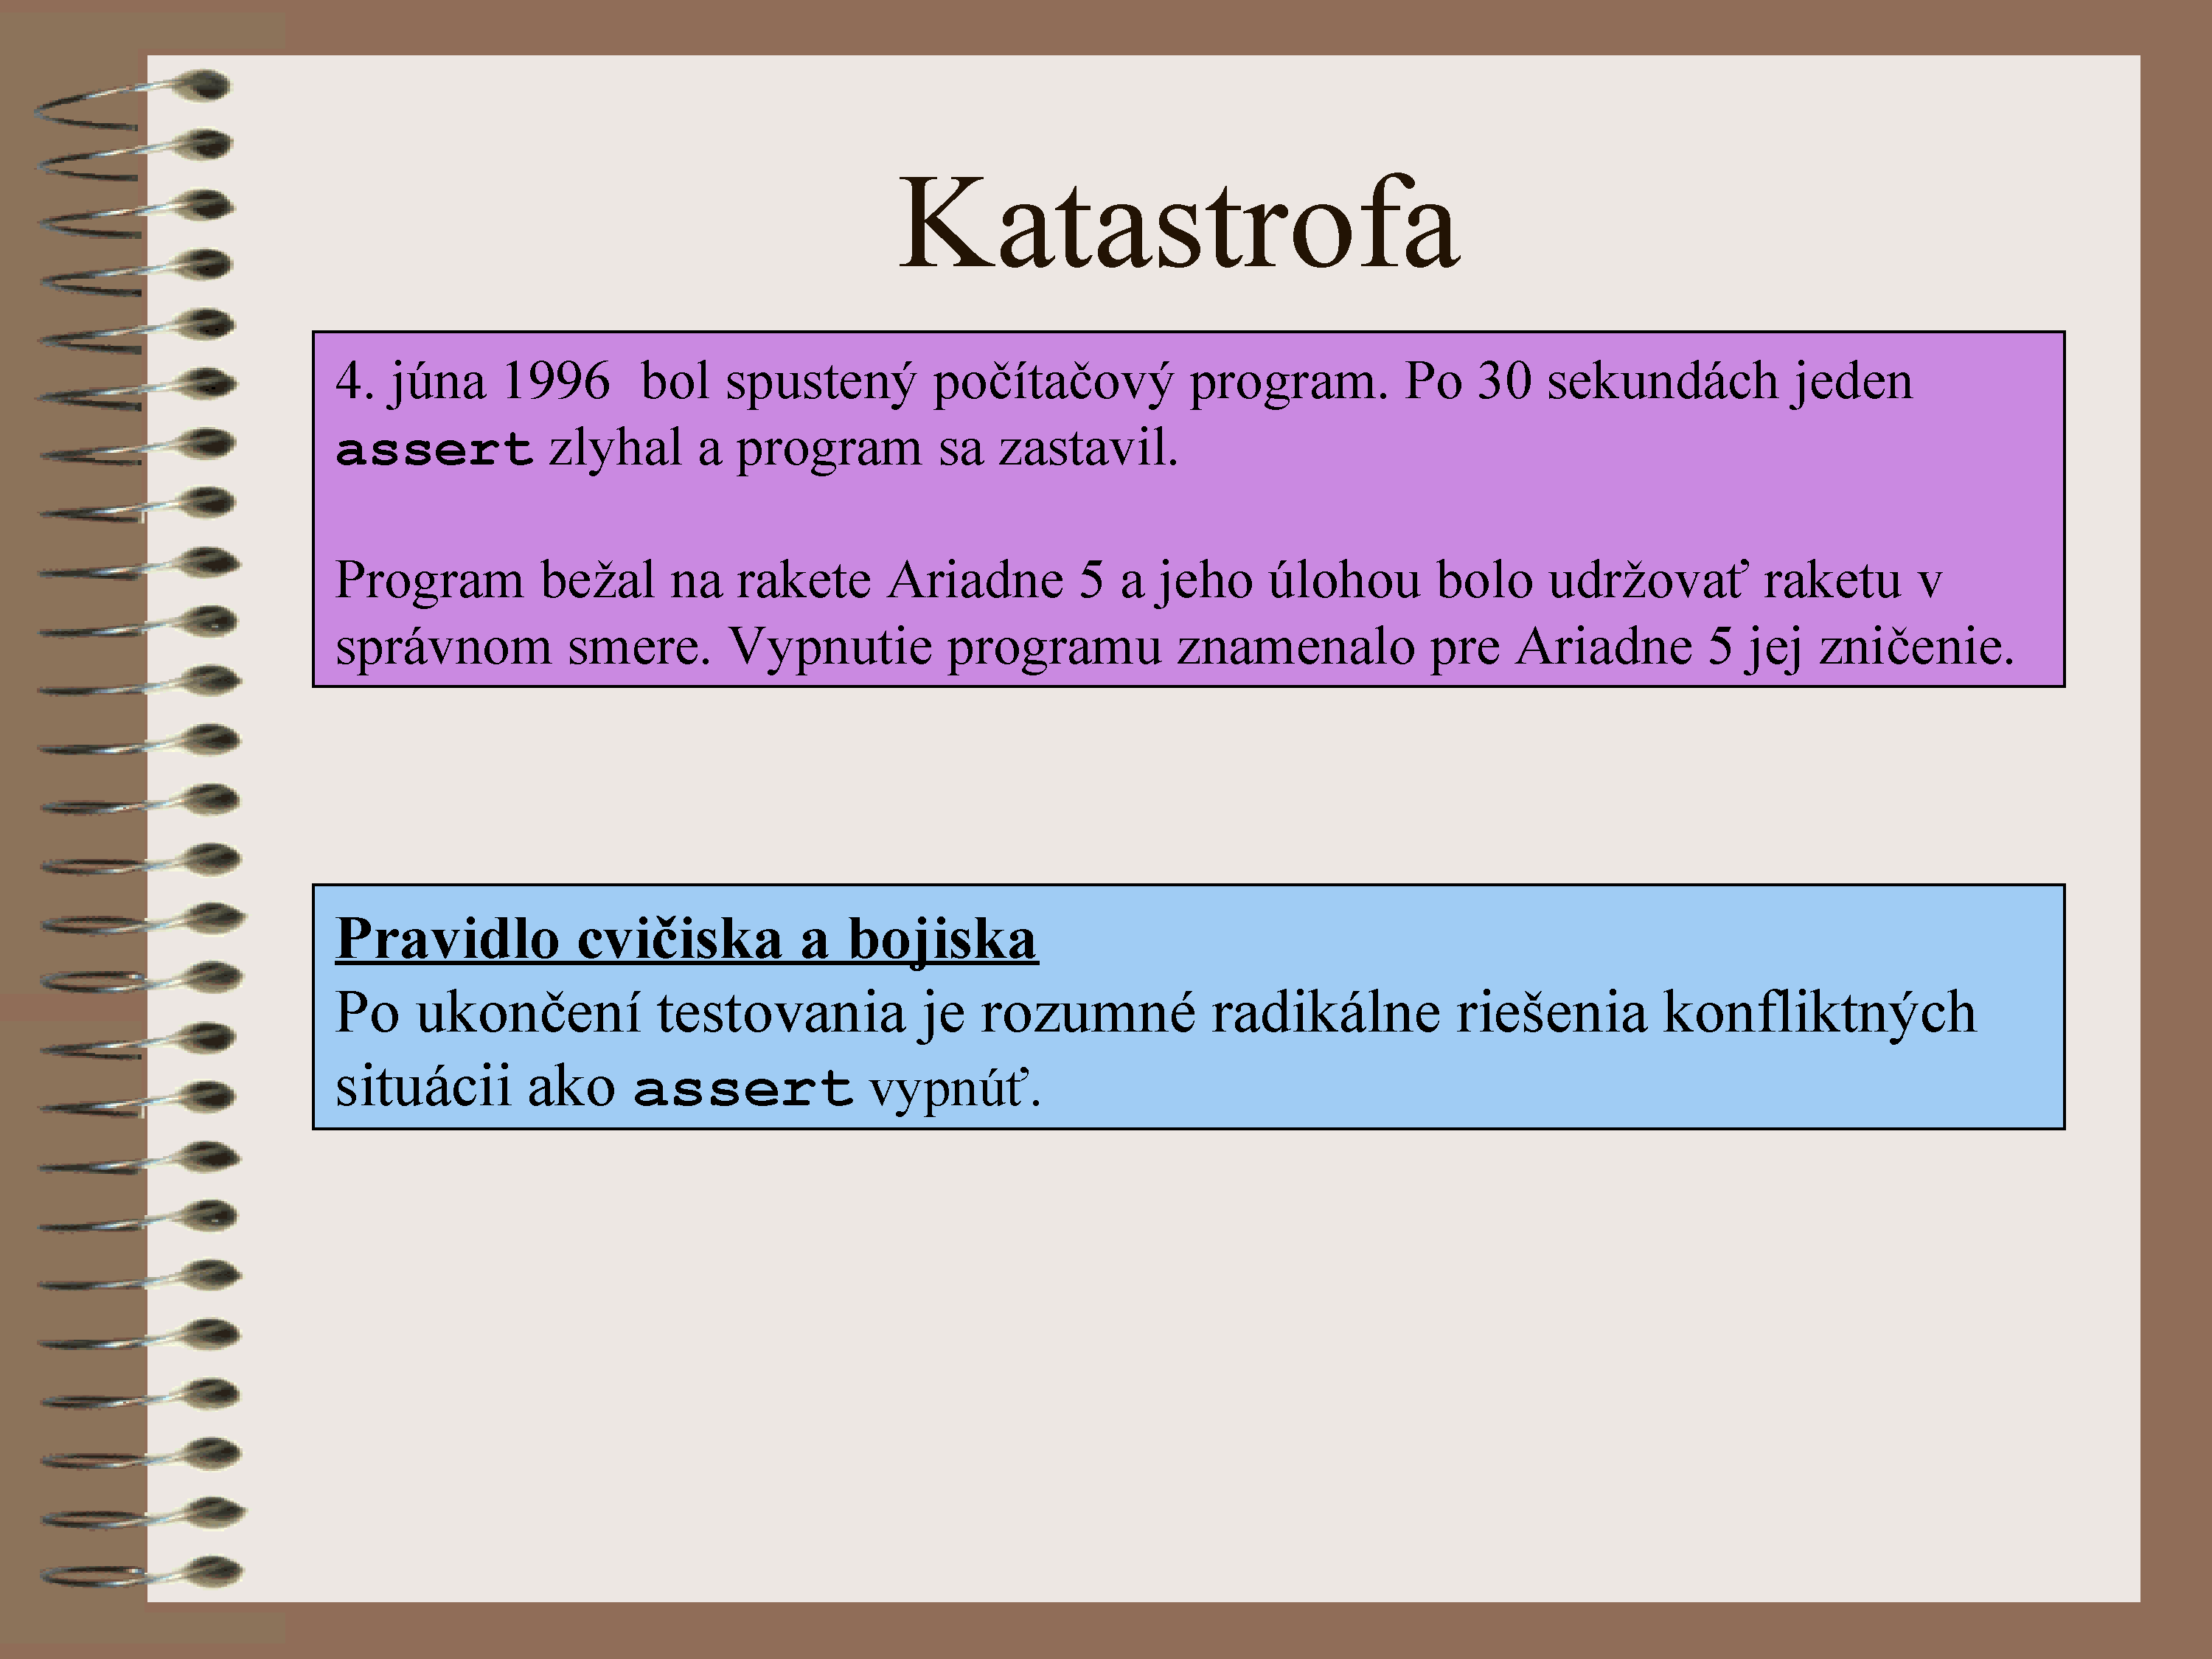 Katastrofa
4. júna 1996 bol spustený počítačový program. Po 30 sekundách jeden
assert zlyhal a program sa zastavil.
Program bežal na rakete Ariadne 5 a jeho úlohou bolo udržovať raketu v
správnom smere. Vypnutie programu znamenalo pre Ariadne 5 jej zničenie.
Pravidlo cvičiska a bojiska
Po ukončení testovania je rozumné radikálne riešenia konfliktných
situácii ako assert vypnúť.